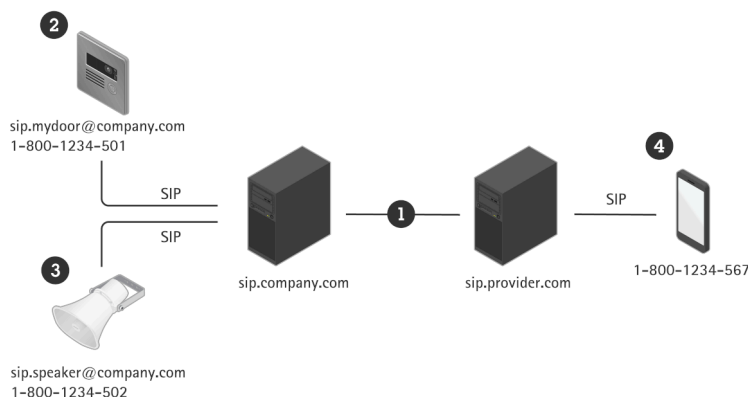 2
sip.mydoor@company.com
1-800-1234-501
SIP
SIP
3
sip.speaker@company.com
1-800-1234-502
sip.company.com
1
sip.provider.com
SIP
4
1-800-1234-567